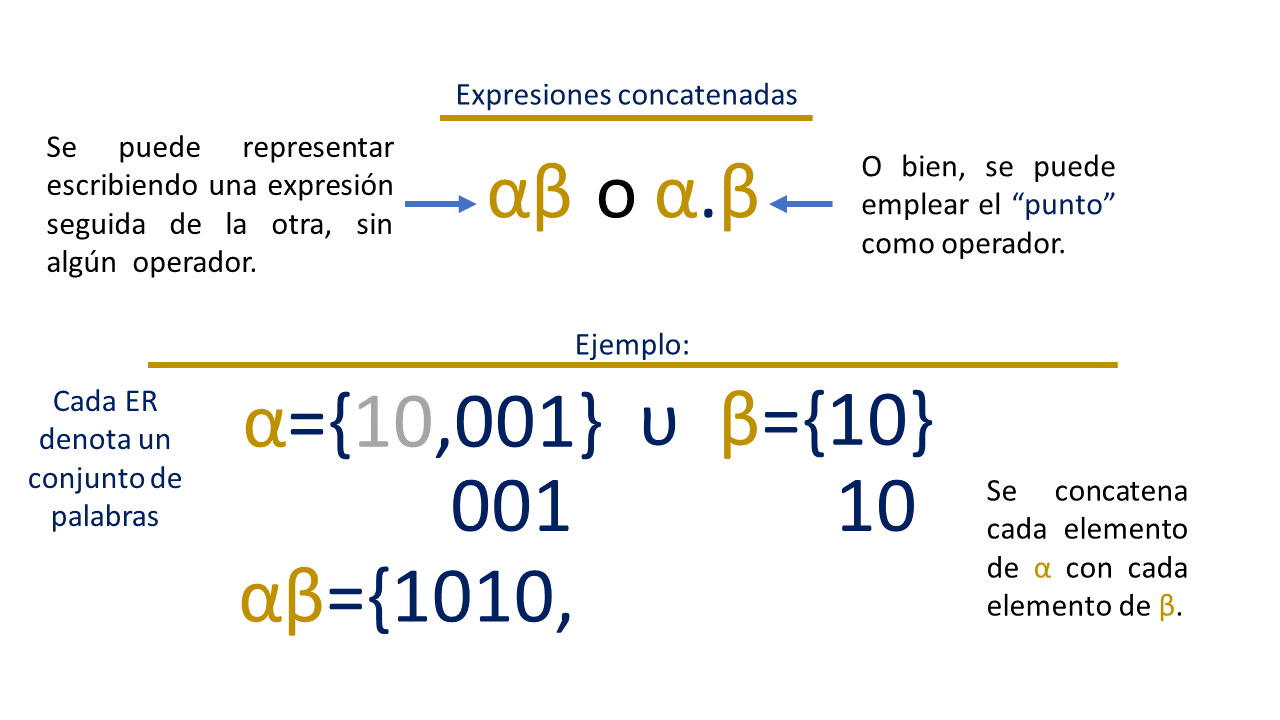 Expresiones concatenadas
Se puede representar
escribiendo una expresión
seguida de la otra, sin
algún operador.
αβ o α.β
O bien, se puede
emplear el “punto”
como operador.
Ejemplo:
Cada ER
denota un
conjunto de
palabras
α={10,001} υ β={10}
001 10
αβ={1010,
Se concatena
cada elemento
de α con cada
elemento de β.